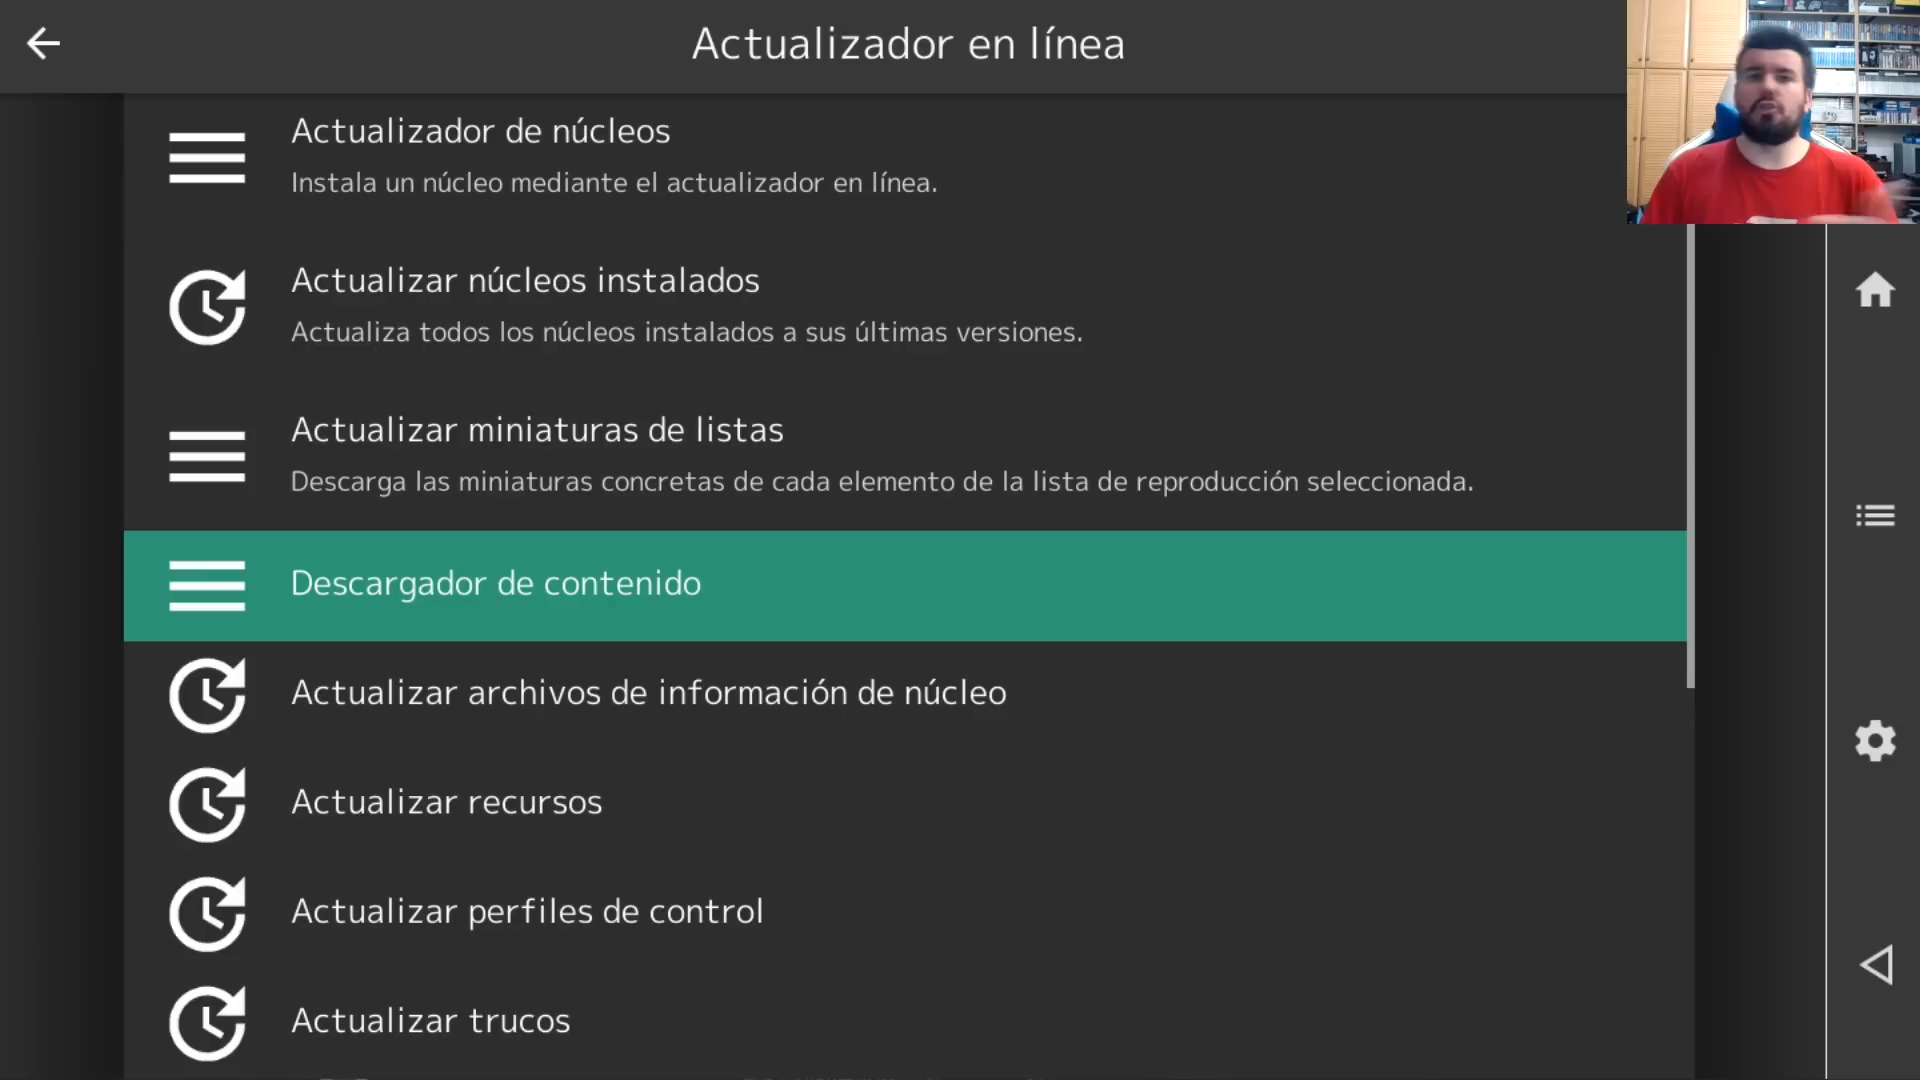 Actualizador en línea
Actualizador de núcleos
Instala un núcleo mediante el actualizador en línea.
Actualizar núcleos instalados
Actualiza todos los núcleos instalados a sus últimas versiones.
Actualizar miniaturas de listas
Descarga las miniaturas concretas de cada elemento de la lista de reproducción seleccionada.
Descargador de contenido
Actualizar archivos de información de núcleo
Actualizar recursos
Actualizar perfiles de control
Actualizar trucos